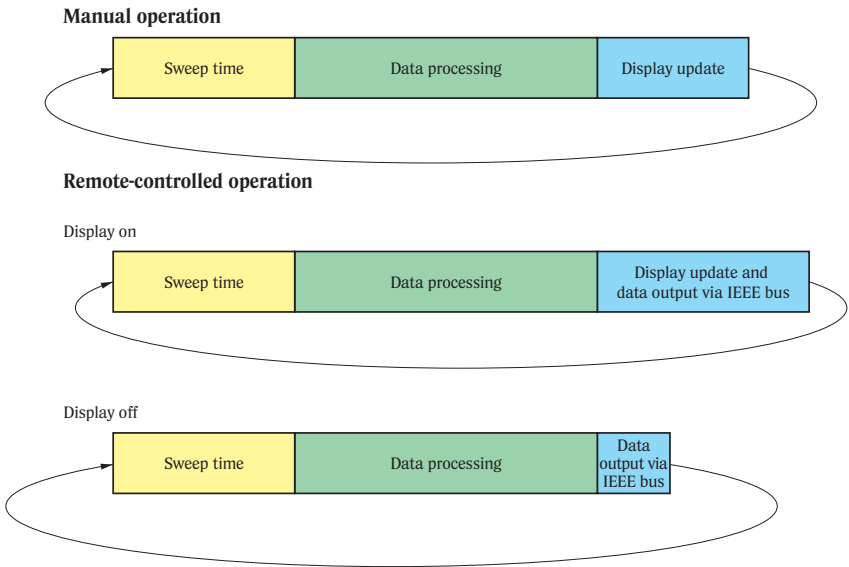 Manual operation
Sweep time
Data processing
Display update
Remote-controlled operation
Display on
Sweep time
Data processing
Display update and
data output via IEEE bus
Display off
Sweep time
Data processing
Data
output via
IEEE bus